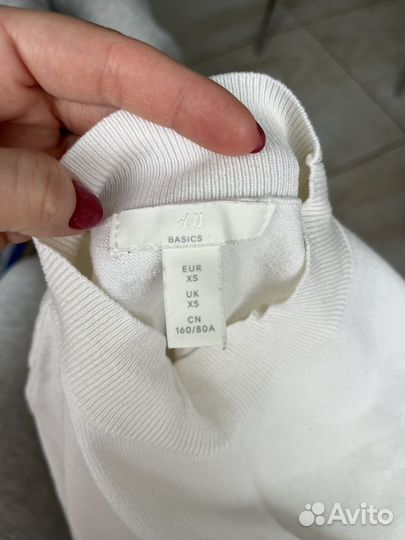 H&M
BASICS
EUR
XS
UK
XS
CN
160/80A
Avito